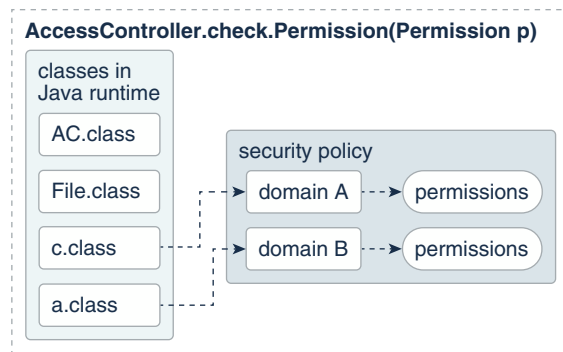 AccessController.check.Permission(Permission p)
classes in
Java runtime
AC.class
File.class
c.class
a.class
security policy
domain A
permissions
domain B
permissions